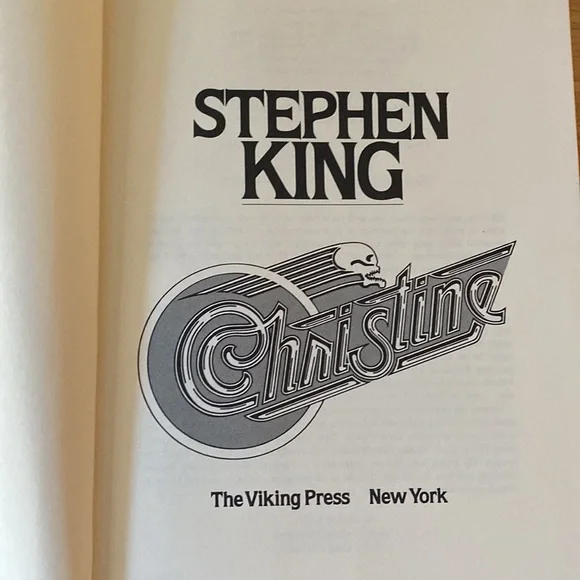 STEPHEN
KING
Christine
The Viking Press New York